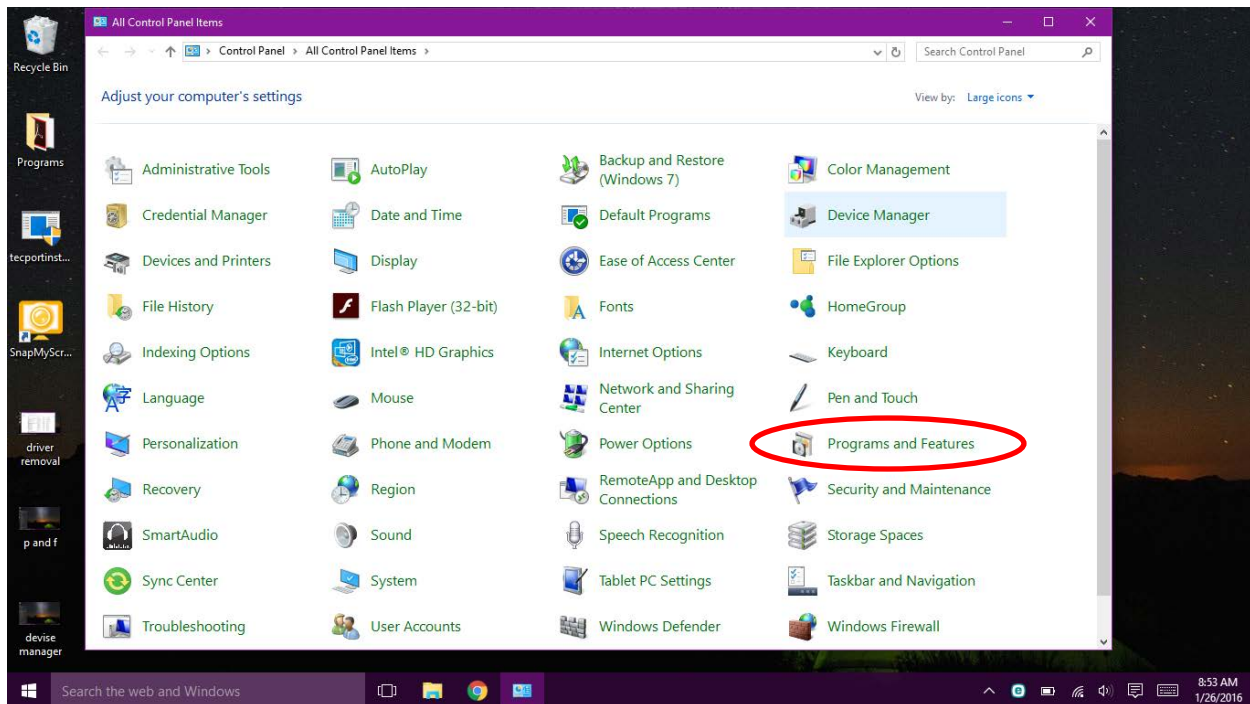 Recycle Bin
Programs
tecportinst...
SnapMyScr...
driver
removal
p and f
devise
manager
All Control Panel Items
Control Panel > All Control Panel Items >
Search Control Panel
Adjust your computer's settings
View by: Large icons
Administrative Tools
AutoPlay
Backup and Restore
(Windows 7)
Color Management
Credential Manager
Date and Time
Default Programs
Device Manager
Devices and Printers
Display
Ease of Access Center
File Explorer Options
File History
Flash Player (32-bit)
Fonts
HomeGroup
Indexing Options
Intel® HD Graphics
Internet Options
Keyboard
Language
Mouse
Network and Sharing
Center
Pen and Touch
Personalization
Phone and Modem
Power Options
Programs and Features
Recovery
Region
RemoteApp and Desktop
Connections
Security and Maintenance
SmartAudio
Sound
Speech Recognition
Storage Spaces
Sync Center
System
Tablet PC Settings
Taskbar and Navigation
Troubleshooting
User Accounts
Windows Defender
Windows Firewall
Search the web and Windows
8:53 AM
1/26/2016